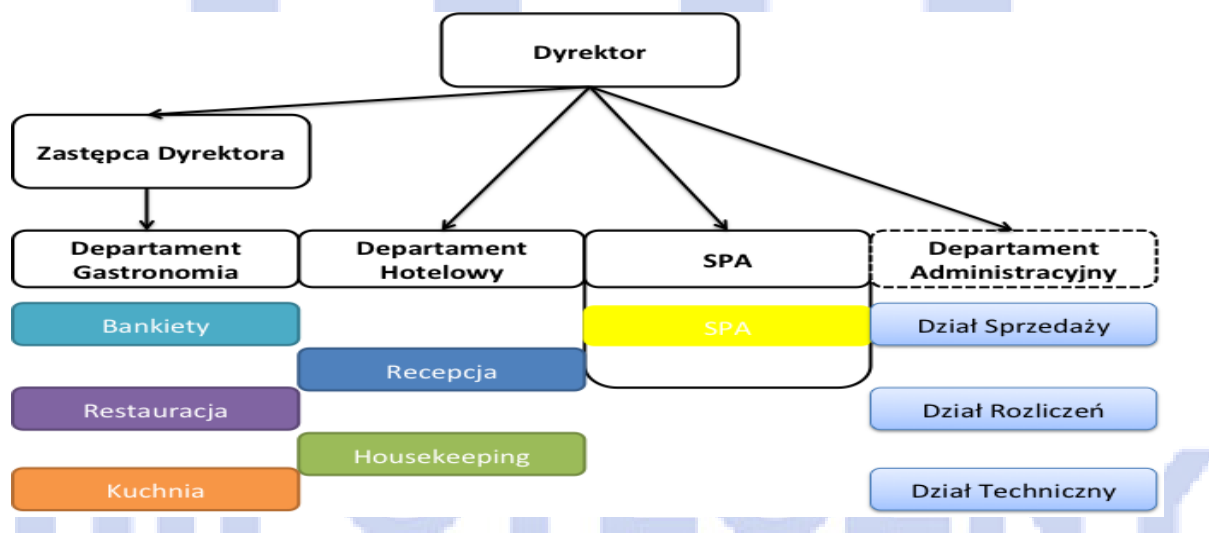 Dyrektor
Zastępca Dyrektora
Departament
Gastronomia
Departament
Hotelowy
SPA
Departament
Administracyjny
Bankiety
SPA
Dział Sprzedaży
Recepcja
Restauracja
Dział Rozliczeń
Housekeeping
Kuchnia
Dział Techniczny